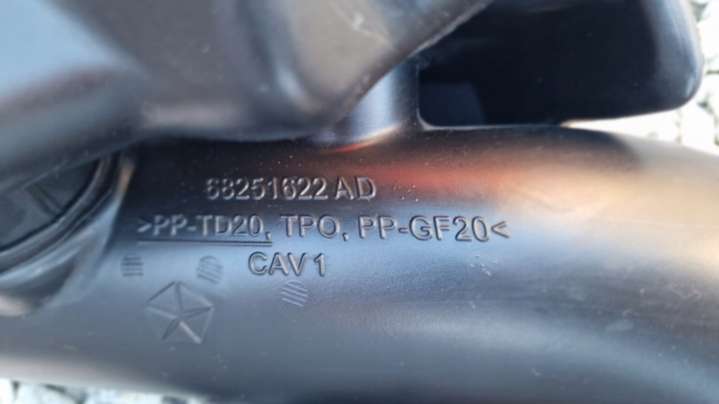 68251622 AD
>PP-TD20, TPO, PP-GF20<
CAV 1